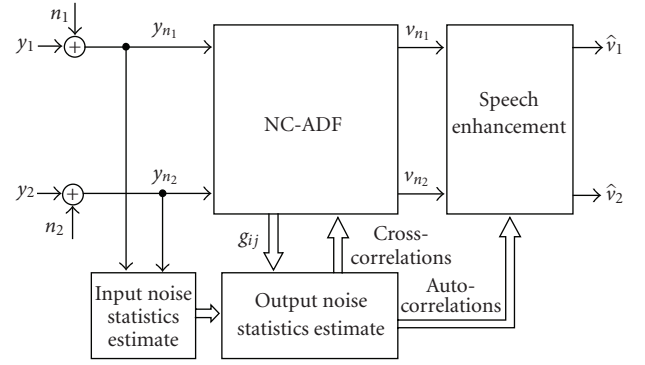 n₁
y₁
+
yₙ₁
NC-ADF
vₙ₁
Speech
enhancement
v̂₁
y₂
+
yₙ₂
n₂
vₙ₂
v̂₂
gᵢⱼ
Cross-
correlations
Input noise
statistics
estimate
Output noise
statistics estimate
Auto-
correlations